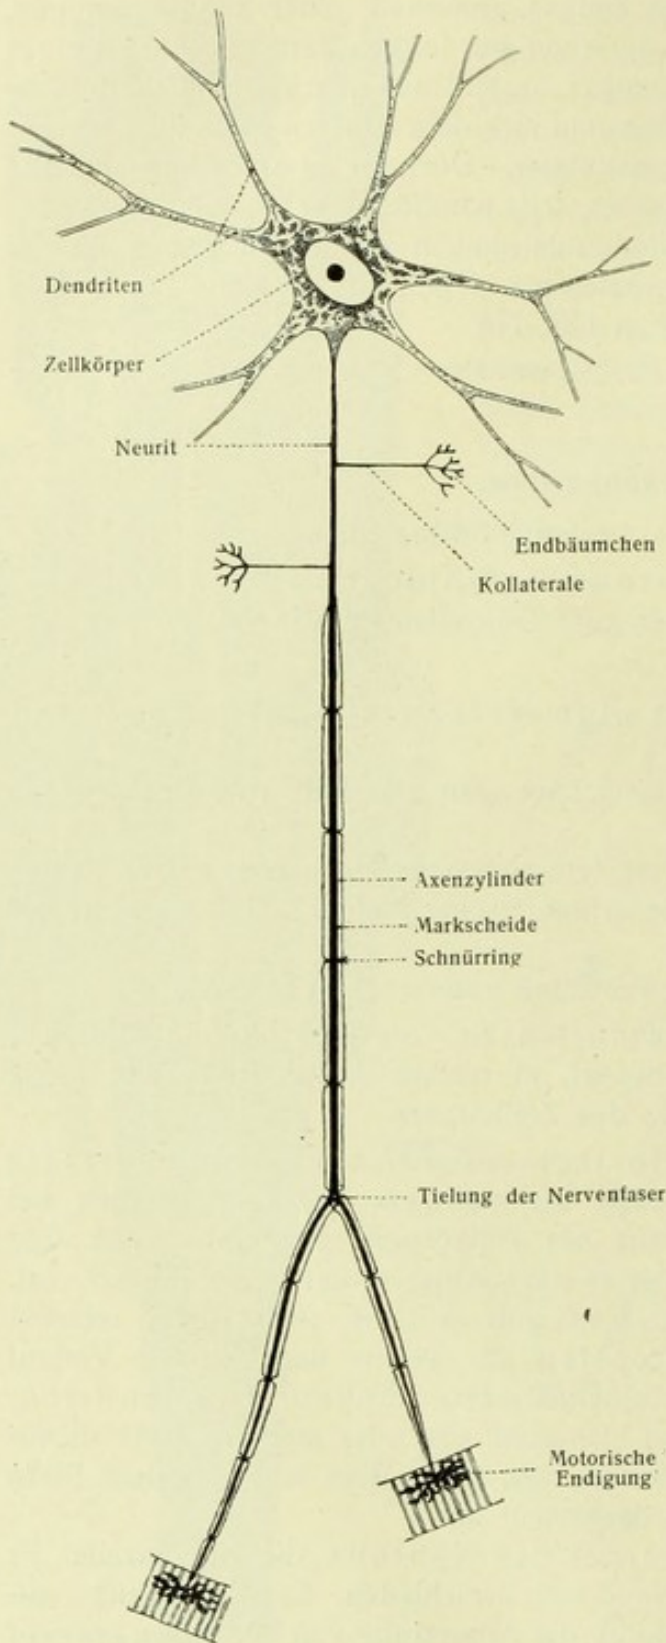 Dendriten
Zellkörper
Neurit
Endbäumchen
Kollaterale
Axenzylinder
Markscheide
Schnürring
Tielung der Nervenfaser
Motorische
Endigung